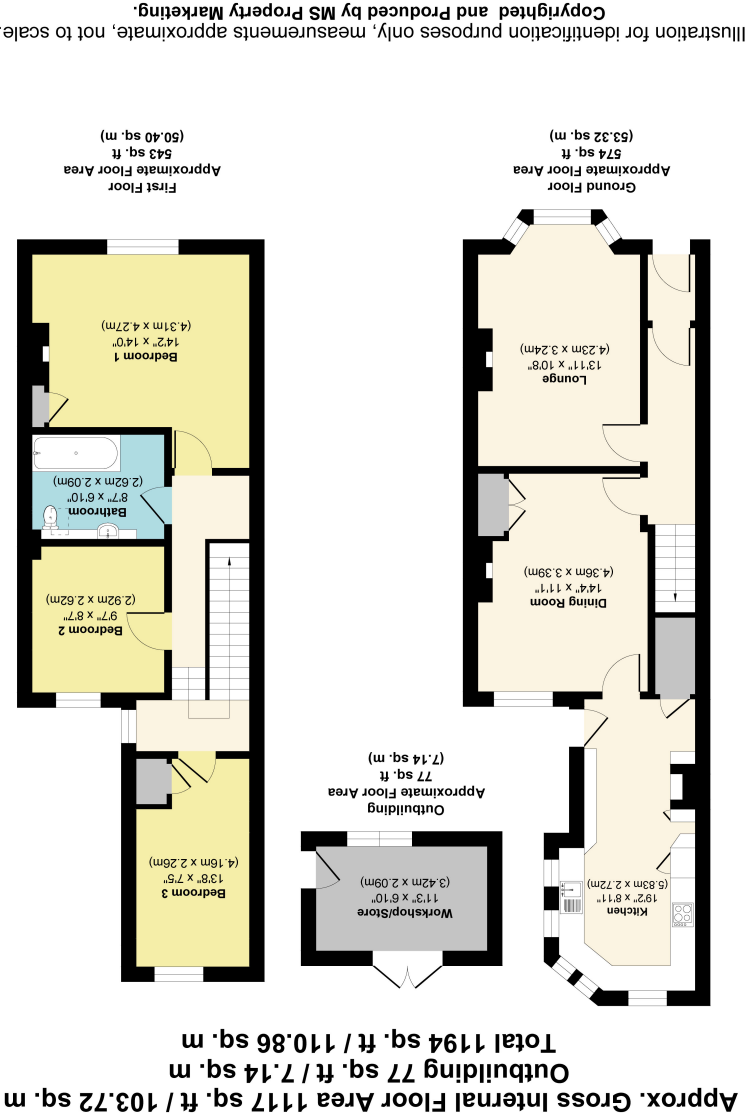 Approx. Gross Internal Floor Area 1117 sq. ft / 103.72 sq. m
Outbuilding 77 sq. ft / 7.14 sq. m
Total 1194 sq. ft / 110.86 sq. m
Kitchen
19'2" x 8'11"
(5.83m x 2.72m)
Workshop/Store
11'3" x 6'10"
(3.42m x 2.09m)
Bedroom 3
13'8" x 7'5"
(4.16m x 2.26m)
Outbuilding
Approximate Floor Area
77 sq. ft
(7.14 sq. m)
Dining Room
14'4" x 11'1"
(4.36m x 3.39m)
Bedroom 2
9'7" x 8'7"
(2.92m x 2.62m)
Bathroom
8'7" x 6'10"
(2.62m x 2.09m)
Lounge
13'11" x 10'8
(4.23m x 3.24m)
Bedroom 1
14'2" x 14'0"
(4.31m x 4.27m)
Ground Floor
Approximate Floor Area
574 sq. ft
(53.32 sq. m)
First Floor
Approximate Floor Area
543 sq. ft
(50.40 sq. m)
Illustration for identification purposes only, measurements are approximate, not to scale.
Copyrighted and Produced by MS Property Marketing.